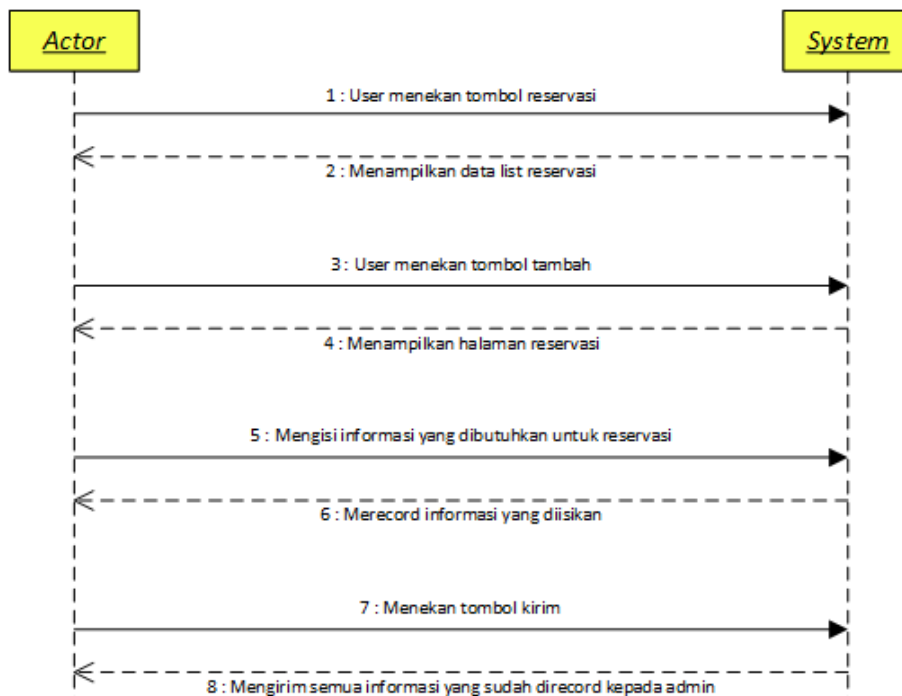 Actor
System
1 : User menekan tombol reservasi
2 : Menampilkan data list reservasi
3 : User menekan tombol tambah
4 : Menampilkan halaman reservasi
5 : Mengisi informasi yang dibutuhkan untuk reservasi
6 : Merecord informasi yang diisikan
7 : Menekan tombol kirim
8 : Mengirim semua informasi yang sudah direcord kepada admin